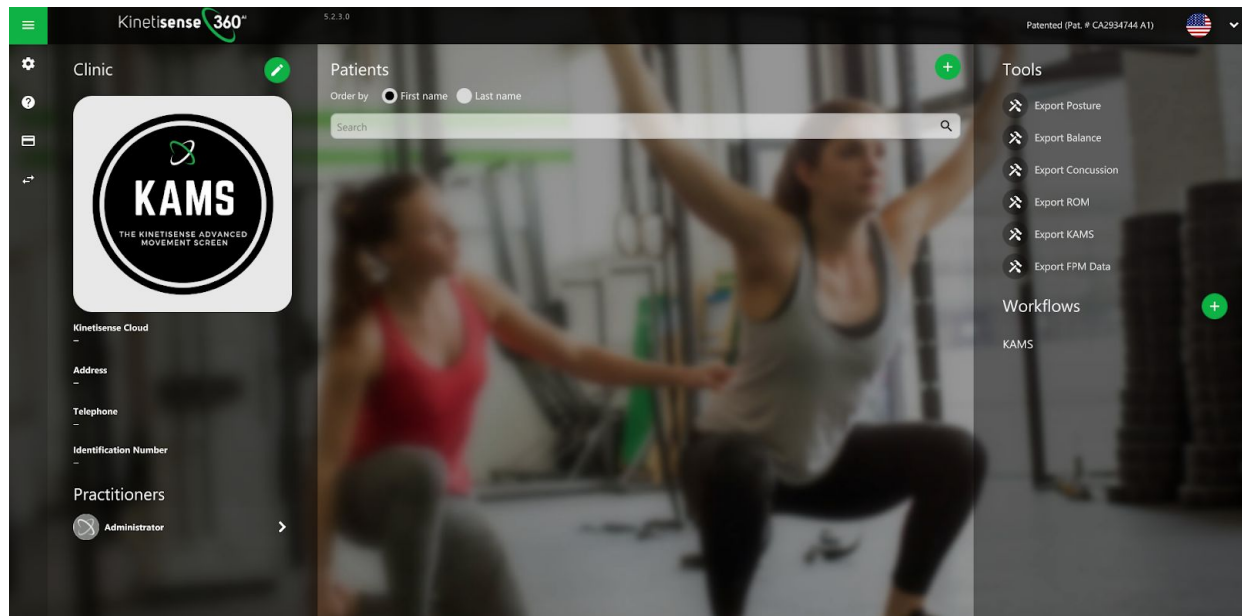 Kinetisense 360
5.2.3.0
Patented (Pat. # CA2934744 A1)
Clinic
KAMS
THE KINETISENSE ADVANCED
MOVEMENT SCREEN
Kinetisense Cloud
–
Address
–
Telephone
–
Identification Number
–
Practitioners
Administrator
Patients
Order by First name Last name
Search
Tools
Export Posture
Export Balance
Export Concussion
Export ROM
Export KAMS
Export FPM Data
Workflows
KAMS